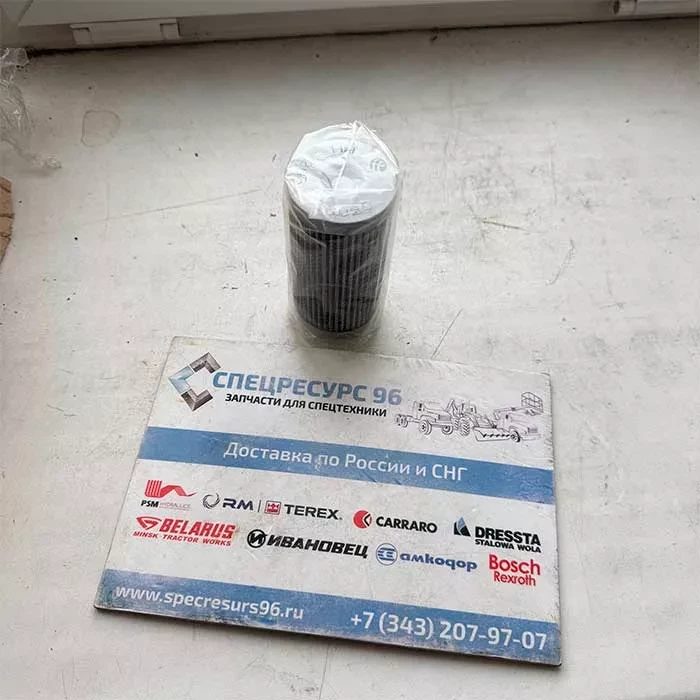 СПЕЦРЕСУРС 96
ЗАПЧАСТИ ДЛЯ СПЕЦТЕХНИКИ
Доставка по России и СНГ
PSM HYDRAULICS
RM TEREX
CARRARO
DRESSTA
STALOWA WOLA
BELARUS
MINSK TRACTOR WORKS
ИВАНОВЕЦ
амкодор
Bosch
Rexroth
www.specresurs96.ru +7 (343) 207-97-07